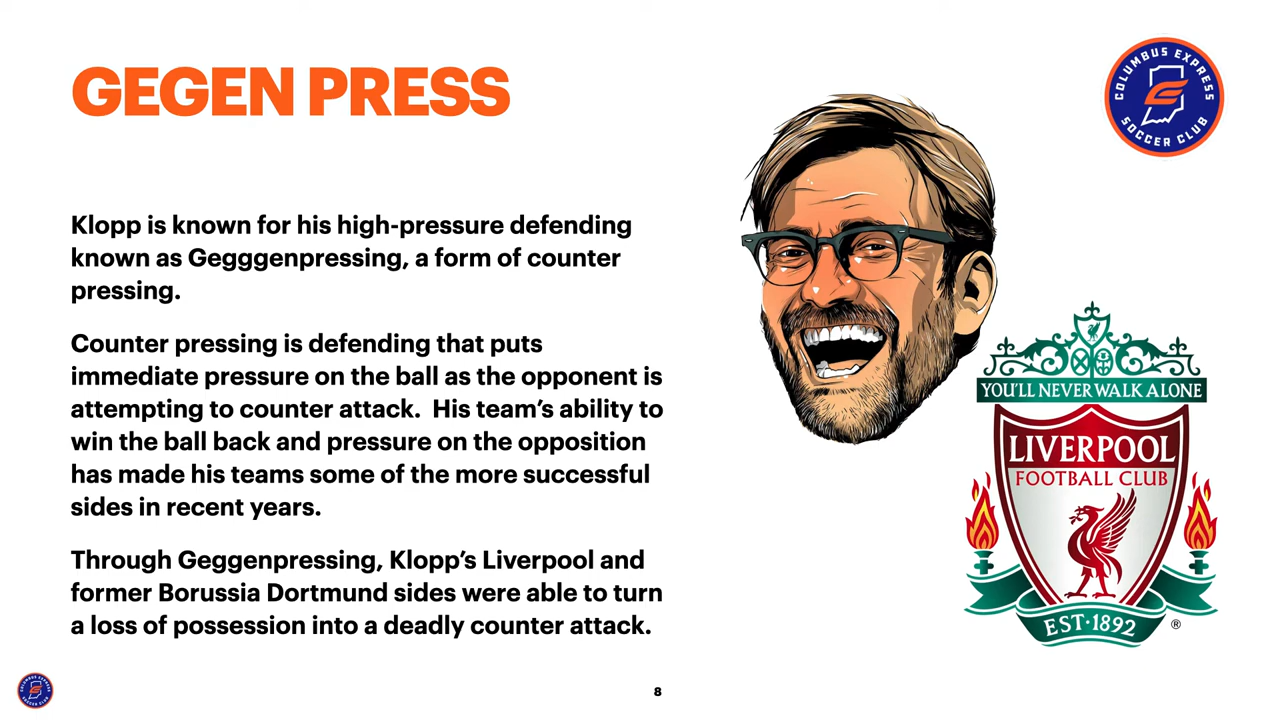 GEGEN PRESS
COLUMBUS EXPRESS
SOCCER CLUB
Klopp is known for his high-pressure defending
known as Gegggenpressing, a form of counter
pressing.
Counter pressing is defending that puts
immediate pressure on the ball as the opponent is
attempting to counter attack.  His team’s ability to
win the ball back and pressure on the opposition
has made his teams some of the more successful
sides in recent years.
Through Geggenpressing, Klopp’s Liverpool and
former Borussia Dortmund sides were able to turn
a loss of possession into a deadly counter attack.
YOU'LL NEVER WALK ALONE
LIVERPOOL
FOOTBALL CLUB
EST·1892
®
COLUMBUS EXPRESS
SOCCER CLUB
8